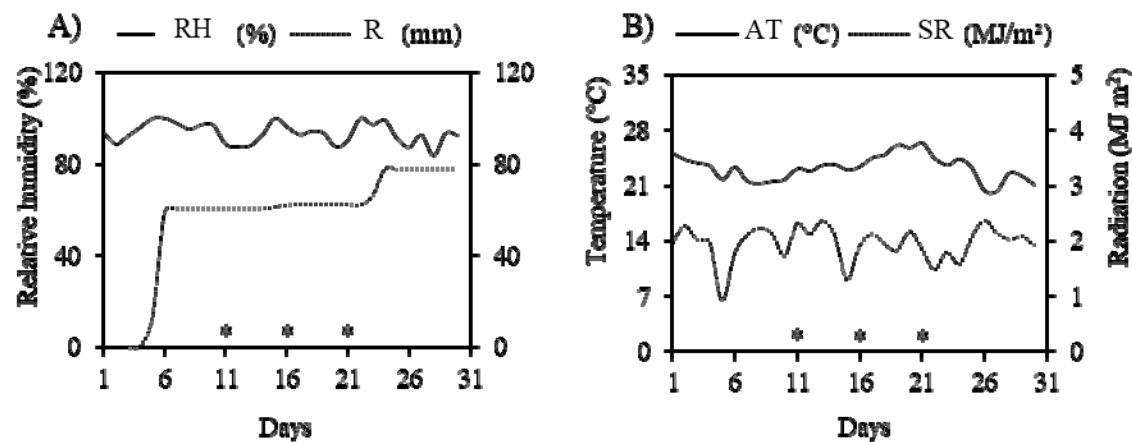 A) RH (%) R (mm)
Relative humidity (%)
120
80
40
0
120
80
40
0
* * *
1 6 11 16 21 26 31
Days
B) AT (°C) SR (MJ/m²)
Temperature (°C)
35
28
21
14
7
0
5
4
3
2
1
0
Radiation (MJ m²)
* * *
1 6 11 16 21 26 31
Days